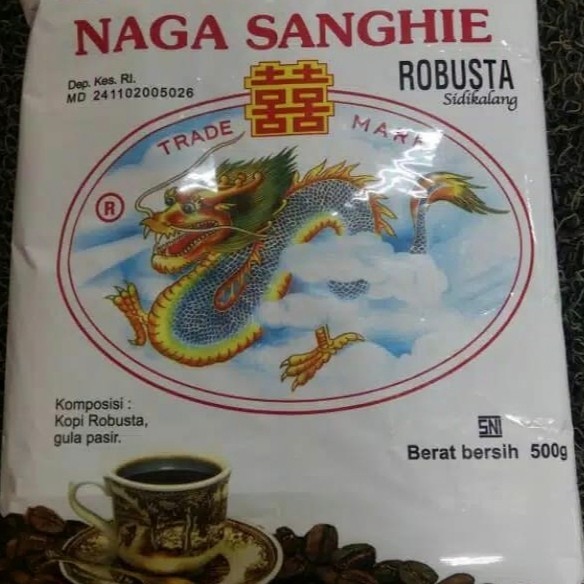 NAGA SANGHIE
Dep. Kes. RI.
MD 241102005026
囍
ROBUSTA
Sidikalang
TRADE MARK
®
Komposisi :
Kopi Robusta,
gula pasir.
SNI
Berat bersih 500g